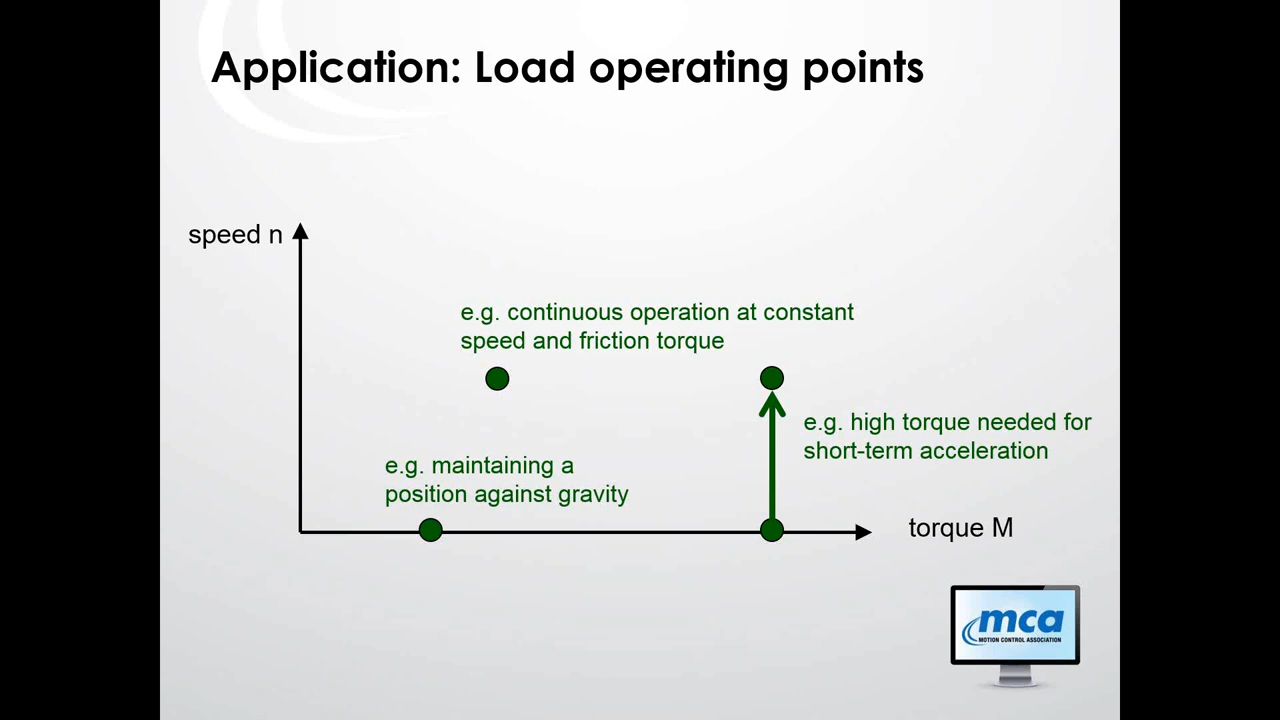 Application: Load operating points
speed n
e.g. continuous operation at constant
speed and friction torque
e.g. high torque needed for
short-term acceleration
e.g. maintaining a
position against gravity
torque M
mca
MOTION CONTROL ASSOCIATION